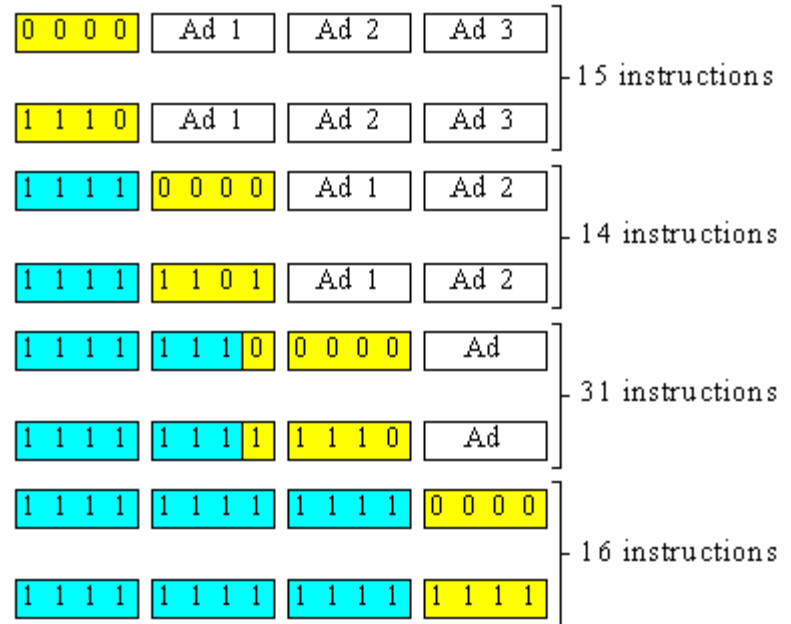 0 0 0 0 Ad 1 Ad 2 Ad 3
15 instructions
1 1 1 0 Ad 1 Ad 2 Ad 3
1 1 1 1 0 0 0 0 Ad 1 Ad 2
14 instructions
1 1 1 1 1 1 0 1 Ad 1 Ad 2
1 1 1 1 1 1 1 0 0 0 0 0 Ad
31 instructions
1 1 1 1 1 1 1 1 1 1 1 0 Ad
1 1 1 1 1 1 1 1 1 1 1 1 0 0 0 0
16 instructions
1 1 1 1 1 1 1 1 1 1 1 1 1 1 1 1